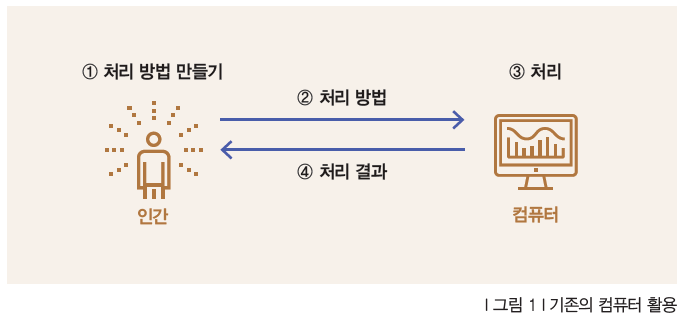 ① 처리 방법 만들기
③ 처리
② 처리 방법
④ 처리 결과
인간
컴퓨터
| 그림 1 | 기존의 컴퓨터 활용